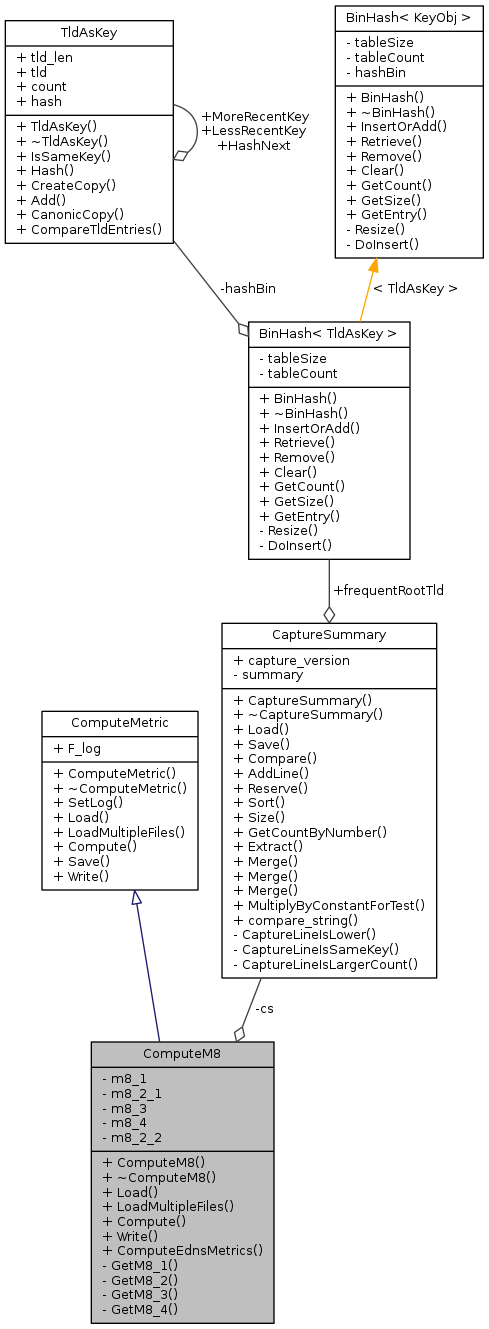 TldAsKey
+ tld_len
+ tld
+ count
+ hash
+ TldAsKey()
+ ~TldAsKey()
+ IsSameKey()
+ Hash()
+ CreateCopy()
+ Add()
+ CanonicCopy()
+ CompareTldEntries()
+MoreRecentKey
+LessRecentKey
+HashNext
BinHash< KeyObj >
- tableSize
- tableCount
- hashBin
+ BinHash()
+ ~BinHash()
+ InsertOrAdd()
+ Retrieve()
+ Remove()
+ Clear()
+ GetCount()
+ GetSize()
+ GetEntry()
- Resize()
- DoInsert()
-hashBin
< TldAsKey >
BinHash< TldAsKey >
- tableSize
- tableCount
+ BinHash()
+ ~BinHash()
+ InsertOrAdd()
+ Retrieve()
+ Remove()
+ Clear()
+ GetCount()
+ GetSize()
+ GetEntry()
- Resize()
- DoInsert()
+frequentRootTld
CaptureSummary
+ capture_version
- summary
+ CaptureSummary()
+ ~CaptureSummary()
+ Load()
+ Save()
+ Compare()
+ AddLine()
+ Reserve()
+ Sort()
+ Size()
+ GetCountByNumber()
+ Extract()
+ Merge()
+ Merge()
+ Merge()
+ MultiplyByConstantForTest()
+ compare_string()
- CaptureLineIsLower()
- CaptureLineIsSameKey()
- CaptureLineIsLargerCount()
ComputeMetric
+ F_log
+ ComputeMetric()
+ ~ComputeMetric()
+ SetLog()
+ Load()
+ LoadMultipleFiles()
+ Compute()
+ Save()
+ Write()
-cs
ComputeM8
- m8_1
- m8_2_1
- m8_3
- m8_4
- m8_2_2
+ ComputeM8()
+ ~ComputeM8()
+ Load()
+ LoadMultipleFiles()
+ Compute()
+ Write()
+ ComputeEdnsMetrics()
- GetM8_1()
- GetM8_2()
- GetM8_3()
- GetM8_4()